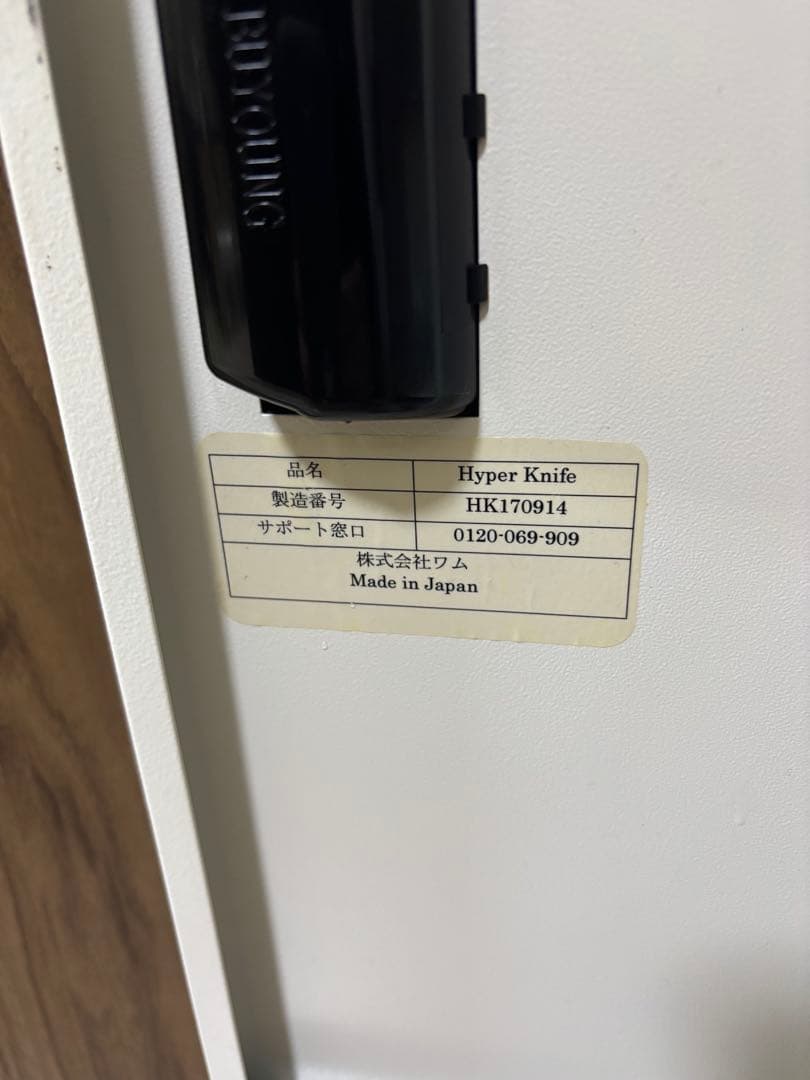 BUYOUNG
品名 Hyper Knife
製造番号 HK170914
サポート窓口 0120-069-909
株式会社ワム
Made in Japan